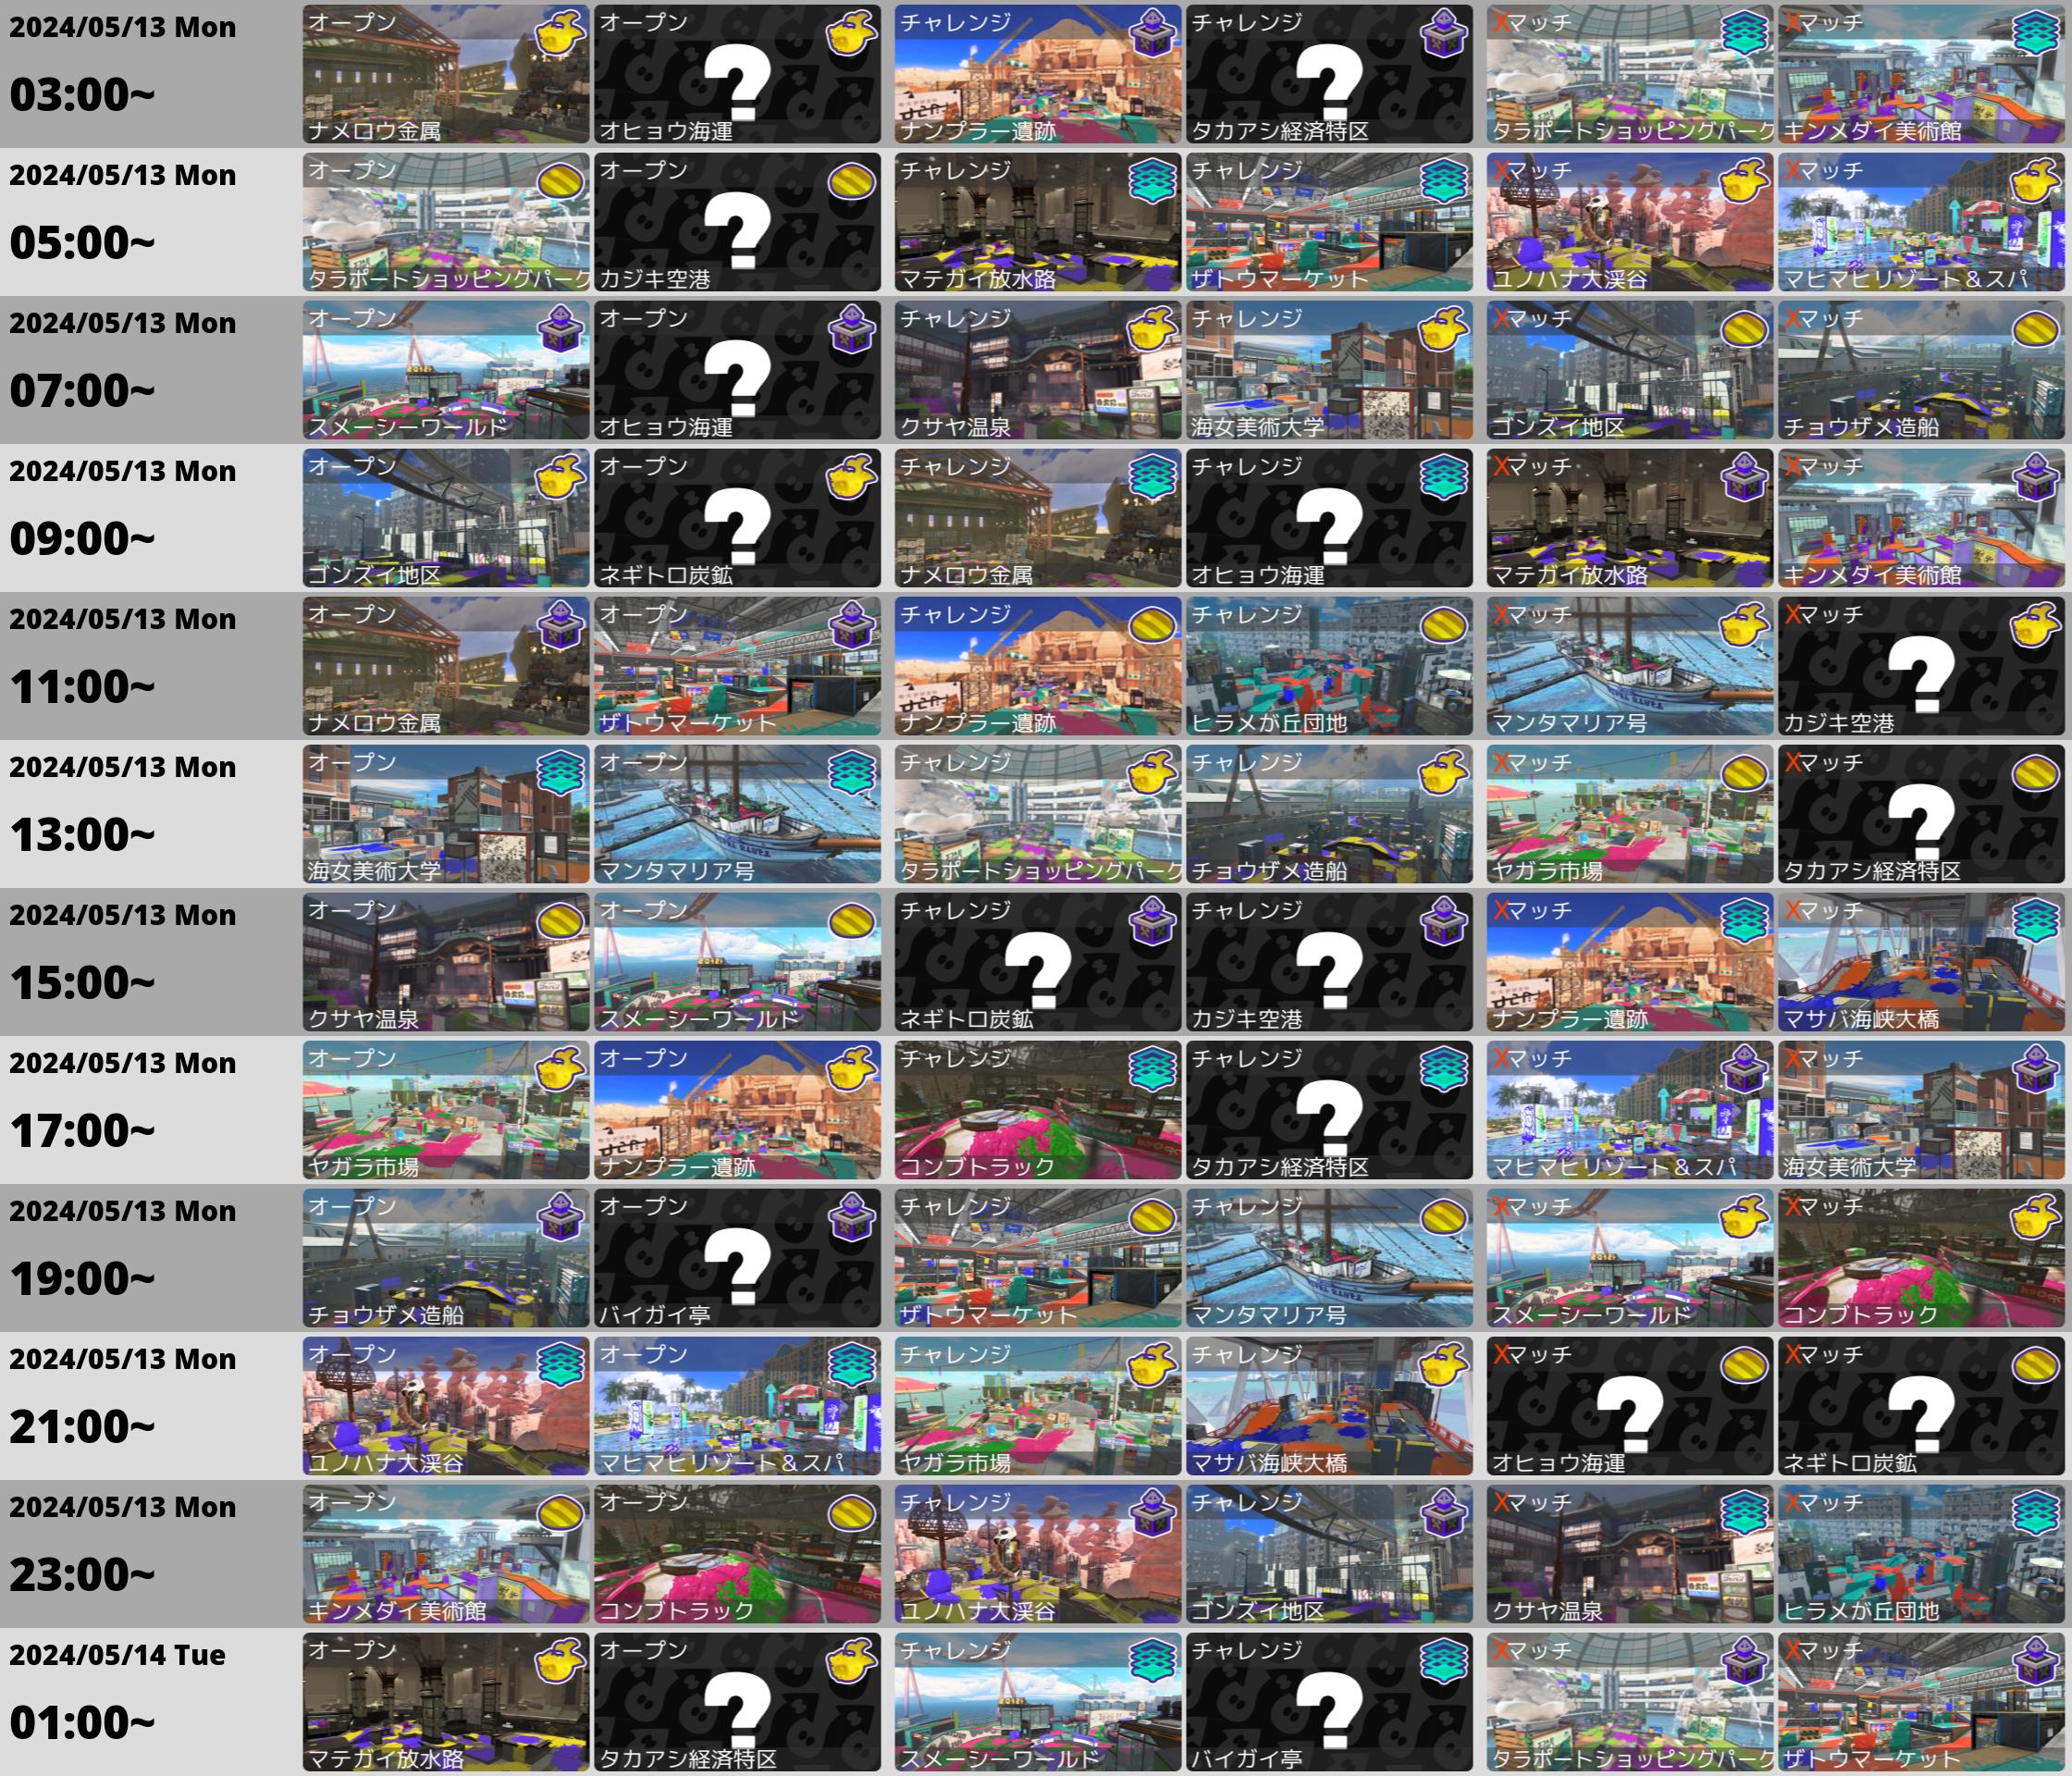 2024/05/13 Mon
03:00~
オープン
ナメロウ金属
オープン
オヒョウ海運
チャレンジ
ナンプラー遺跡
チャレンジ
タカアシ経済特区
Xマッチ
タラポートショッピングパーク
Xマッチ
キンメダイ美術館
2024/05/13 Mon
05:00~
オープン
タラポートショッピングパーク
オープン
カジキ空港
チャレンジ
マテガイ放水路
チャレンジ
ザトウマーケット
Xマッチ
ユノハナ大渓谷
Xマッチ
マヒマヒリゾート＆スパ
2024/05/13 Mon
07:00~
オープン
スメーシーワールド
オープン
オヒョウ海運
チャレンジ
クサヤ温泉
チャレンジ
海女美術大学
Xマッチ
ゴンズイ地区
Xマッチ
チョウザメ造船
2024/05/13 Mon
09:00~
オープン
ゴンズイ地区
オープン
ネギトロ炭鉱
チャレンジ
ナメロウ金属
チャレンジ
オヒョウ海運
Xマッチ
マテガイ放水路
Xマッチ
キンメダイ美術館
2024/05/13 Mon
11:00~
オープン
ナメロウ金属
オープン
ザトウマーケット
チャレンジ
ナンプラー遺跡
チャレンジ
ヒラメが丘団地
Xマッチ
マンタマリア号
Xマッチ
カジキ空港
2024/05/13 Mon
13:00~
オープン
海女美術大学
オープン
マンタマリア号
チャレンジ
タラポートショッピングパーク
チャレンジ
チョウザメ造船
Xマッチ
ヤガラ市場
Xマッチ
タカアシ経済特区
2024/05/13 Mon
15:00~
オープン
クサヤ温泉
オープン
スメーシーワールド
チャレンジ
ネギトロ炭鉱
チャレンジ
カジキ空港
Xマッチ
ナンプラー遺跡
Xマッチ
マサバ海峡大橋
2024/05/13 Mon
17:00~
オープン
ヤガラ市場
オープン
ナンプラー遺跡
チャレンジ
コンブトラック
チャレンジ
タカアシ経済特区
Xマッチ
マヒマヒリゾート＆スパ
Xマッチ
海女美術大学
2024/05/13 Mon
19:00~
オープン
チョウザメ造船
オープン
バイガイ亭
チャレンジ
ザトウマーケット
チャレンジ
マンタマリア号
Xマッチ
スメーシーワールド
Xマッチ
コンブトラック
2024/05/13 Mon
21:00~
オープン
ユノハナ大渓谷
オープン
マヒマヒリゾート＆スパ
チャレンジ
ヤガラ市場
チャレンジ
マサバ海峡大橋
Xマッチ
オヒョウ海運
Xマッチ
ネギトロ炭鉱
2024/05/13 Mon
23:00~
オープン
キンメダイ美術館
オープン
コンブトラック
チャレンジ
ユノハナ大渓谷
チャレンジ
ゴンズイ地区
Xマッチ
クサヤ温泉
Xマッチ
ヒラメが丘団地
2024/05/14 Tue
01:00~
オープン
マテガイ放水路
オープン
タカアシ経済特区
チャレンジ
スメーシーワールド
チャレンジ
バイガイ亭
Xマッチ
タラポートショッピングパーク
Xマッチ
ザトウマーケット